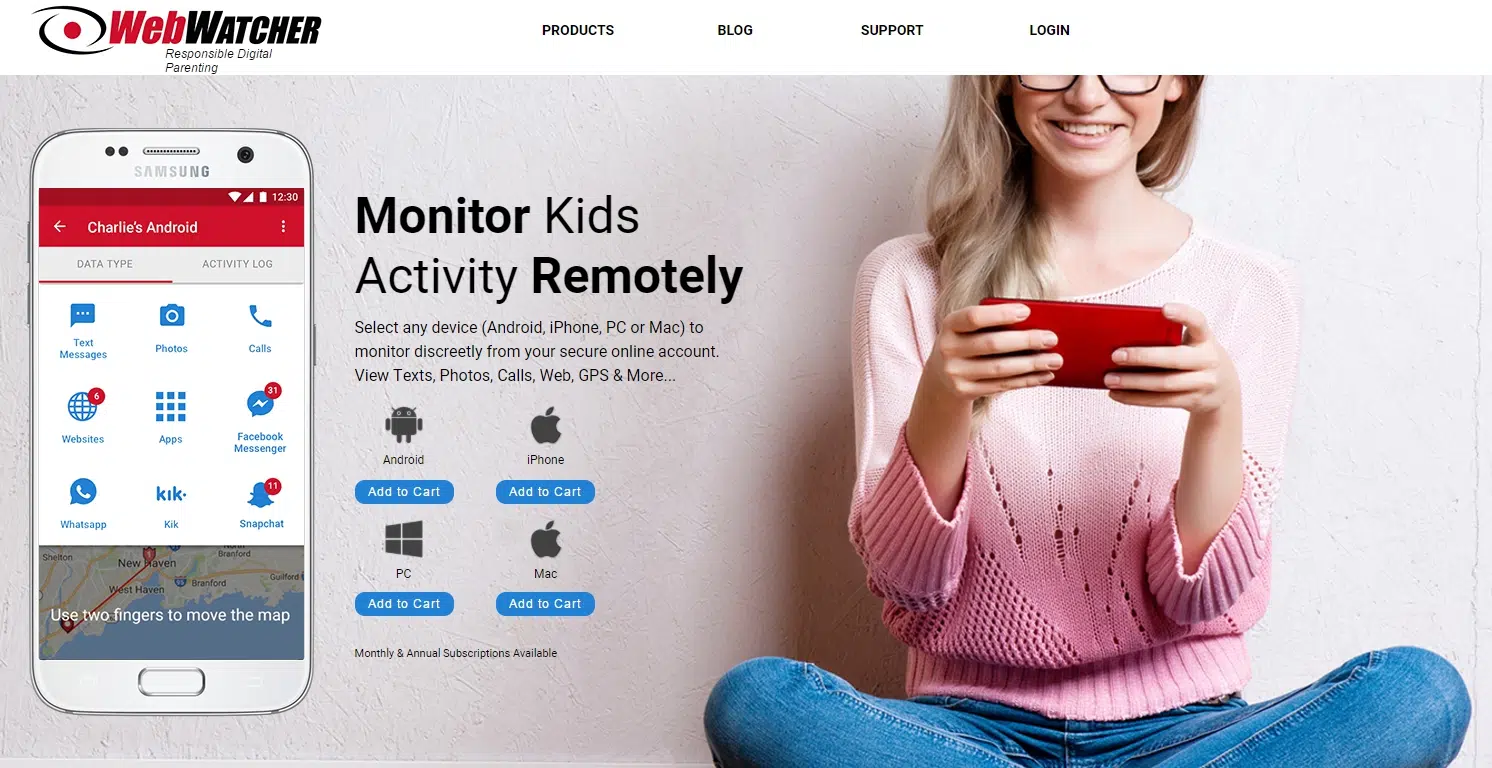 WebWatcher
Responsible Digital
Parenting
PRODUCTS
BLOG
SUPPORT
LOGIN
SAMSUNG
12:30
Charlie's Android
DATA TYPE
ACTIVITY LOG
Text
Messages
Photos
Calls
6
31
Websites
Apps
Facebook
Messenger
kik.
11
Whatsapp
Kik
Snapchat
Shelton
North
Branford
New Haven
Guilford
West Haven
Branford
Use two fingers to move the map
Monitor Kids
Activity Remotely
Select any device (Android, iPhone, PC or Mac) to
monitor discreetly from your secure online account.
View Texts, Photos, Calls, Web, GPS & More...
Android
iPhone
Add to Cart
Add to Cart
PC
Mac
Add to Cart
Add to Cart
Monthly & Annual Subscriptions Available